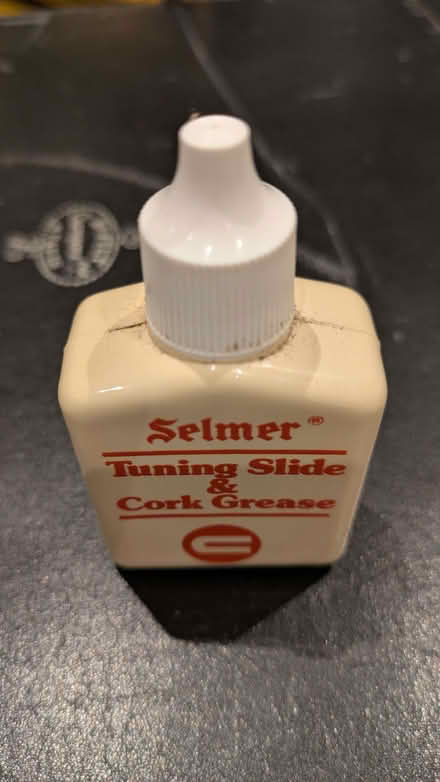 Selmer ®
Tuning Slide
&
Cork Grease